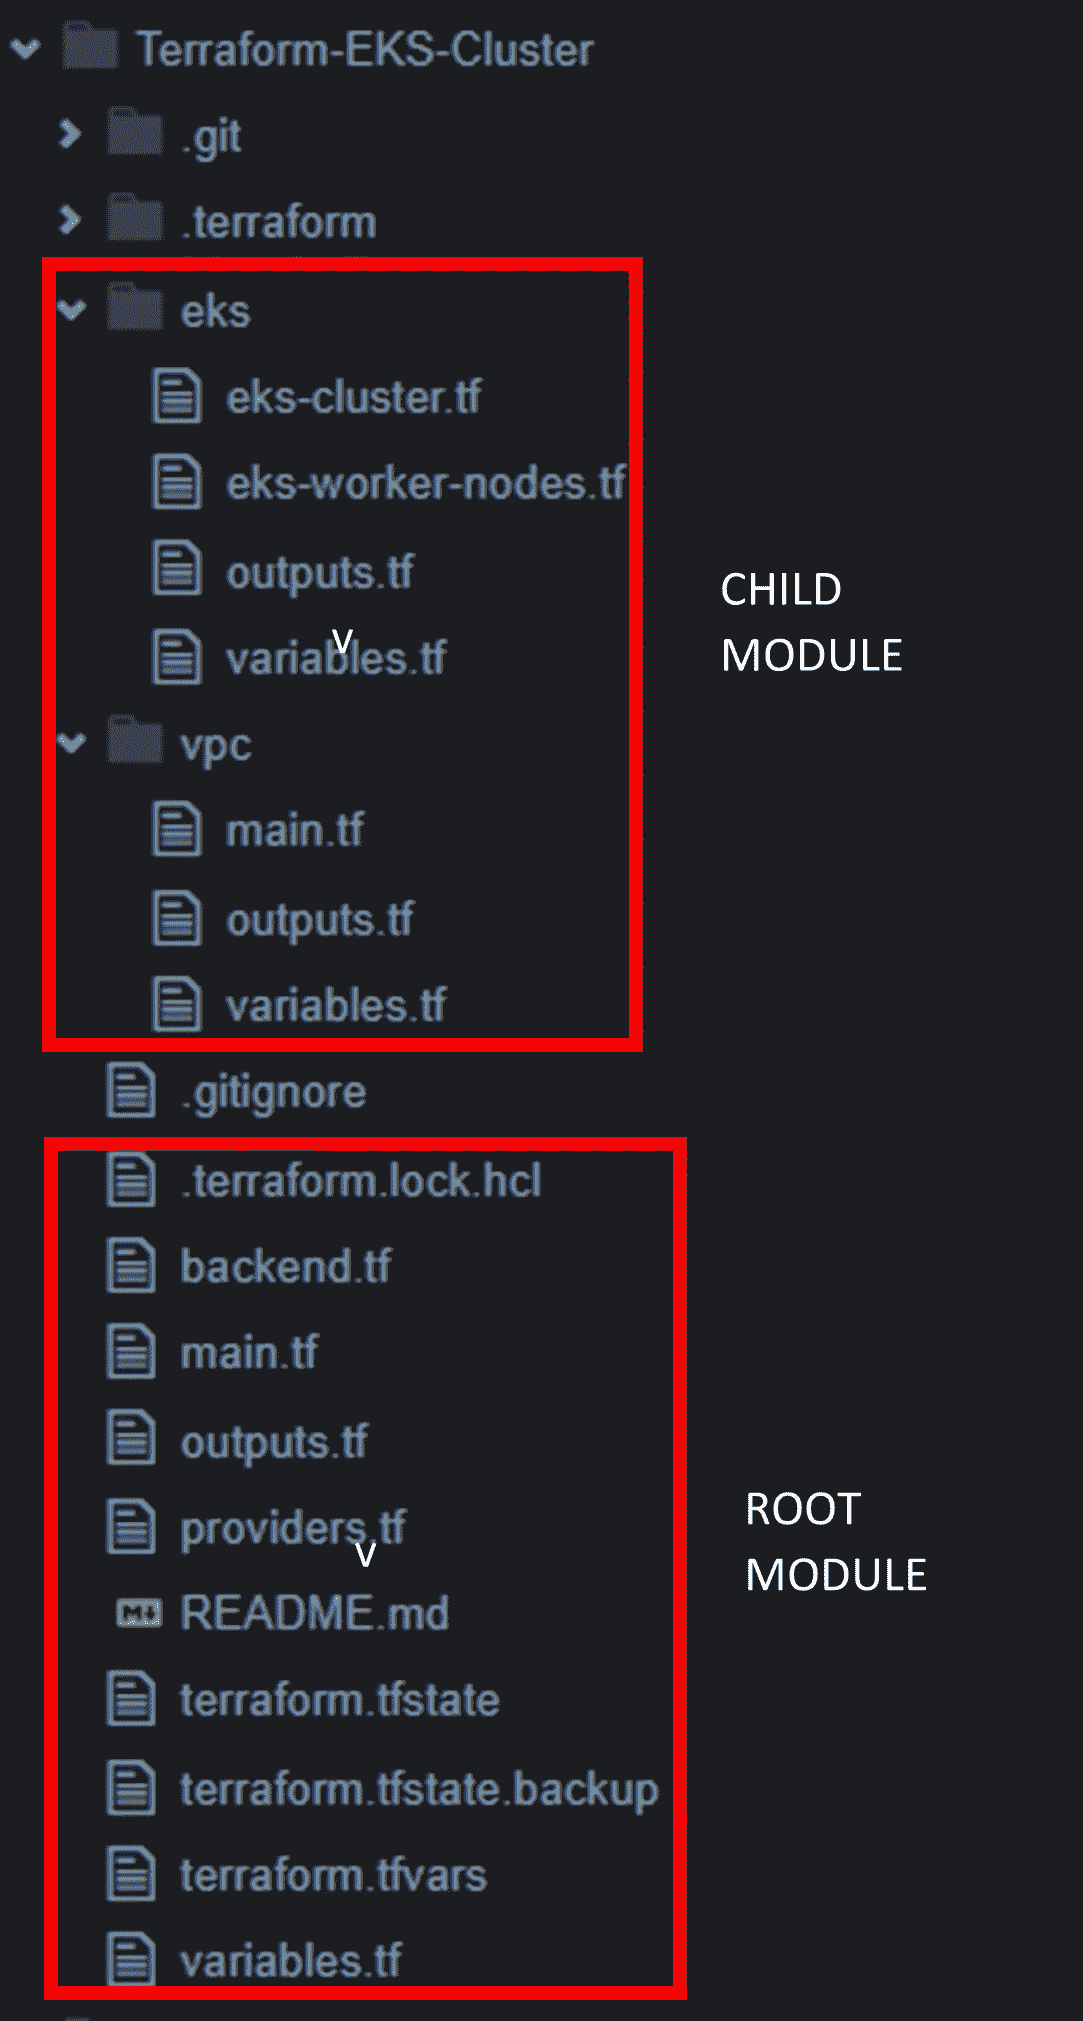 Terraform-EKS-Cluster
.git
.terraform
eks
eks-cluster.tf
eks-worker-nodes.tf
outputs.tf
v
variables.tf
CHILD
MODULE
vpc
main.tf
outputs.tf
variables.tf
.gitignore
.terraform.lock.hcl
backend.tf
main.tf
outputs.tf
providers.tf
v
ROOT
MODULE
M↓ README.md
terraform.tfstate
terraform.tfstate.backup
terraform.tfvars
variables.tf